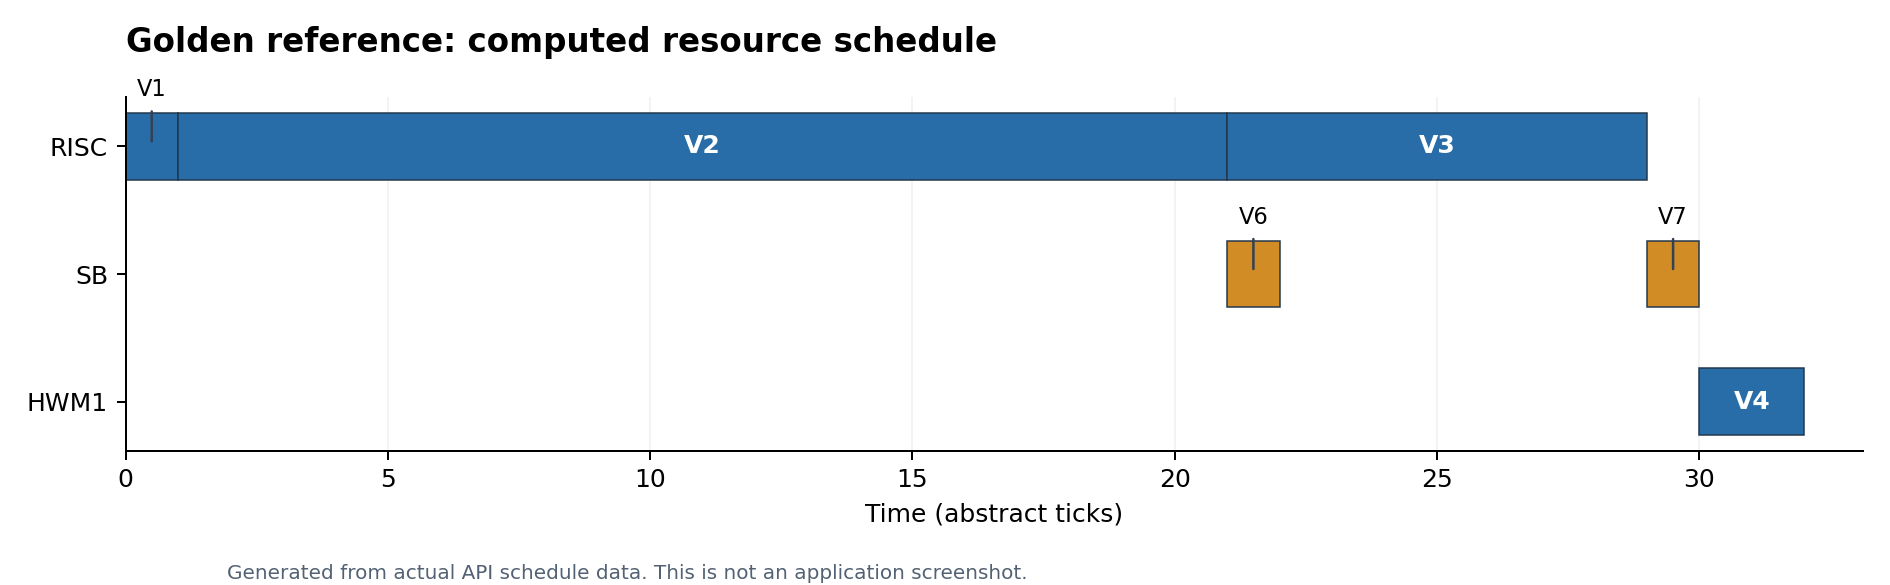 Golden reference: computed resource schedule
V1
RISC
V2
V3
V6
V7
SB
HWM1
V4
0 5 10 15 20 25 30
Time (abstract ticks)
Generated from actual API schedule data. This is not an application screenshot.